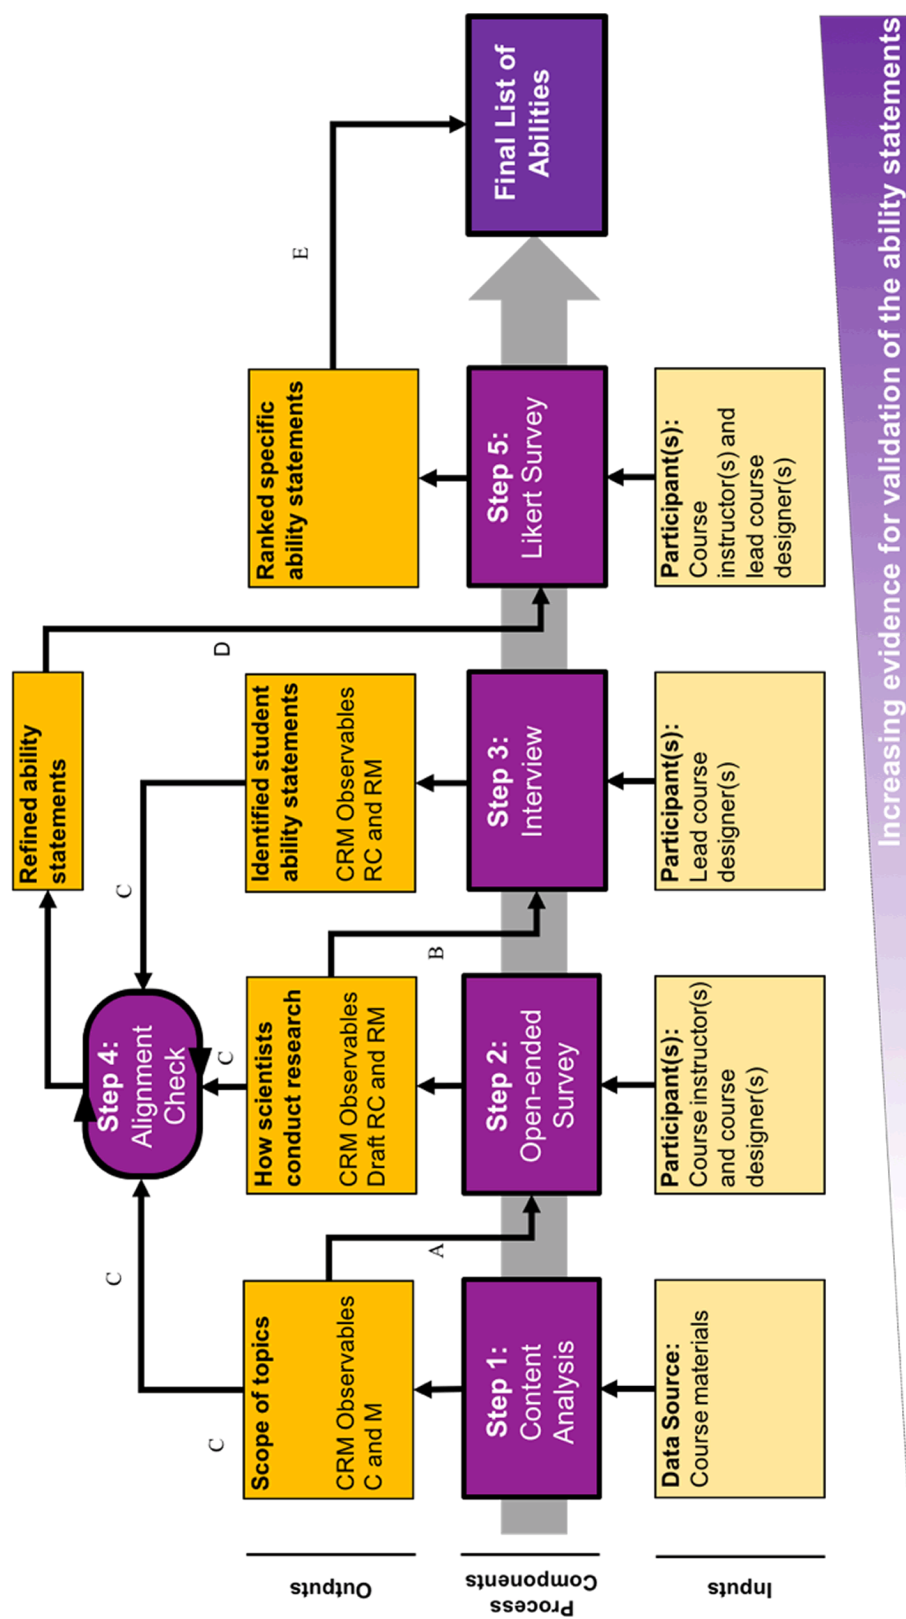 Refined ability
statements
Step 4:
Alignment
Check
C
C
C
C
D
E
Outputs
Scope of topics
CRM Observables
C and M
How scientists
conduct research
CRM Observables
Draft RC and RM
Identified student
ability statements
CRM Observables
RC and RM
Ranked specific
ability statements
A
B
Process
Components
Step 1:
Content
Analysis
Step 2:
Open-ended
Survey
Step 3:
Interview
Step 5:
Likert Survey
Final List of
Abilities
Inputs
Data Source:
Course materials
Participant(s):
Course instructor(s)
and course
designer(s)
Participant(s):
Lead course
designer(s)
Participant(s):
Course
instructor(s) and
lead course
designer(s)
Increasing evidence for validation of the ability statements